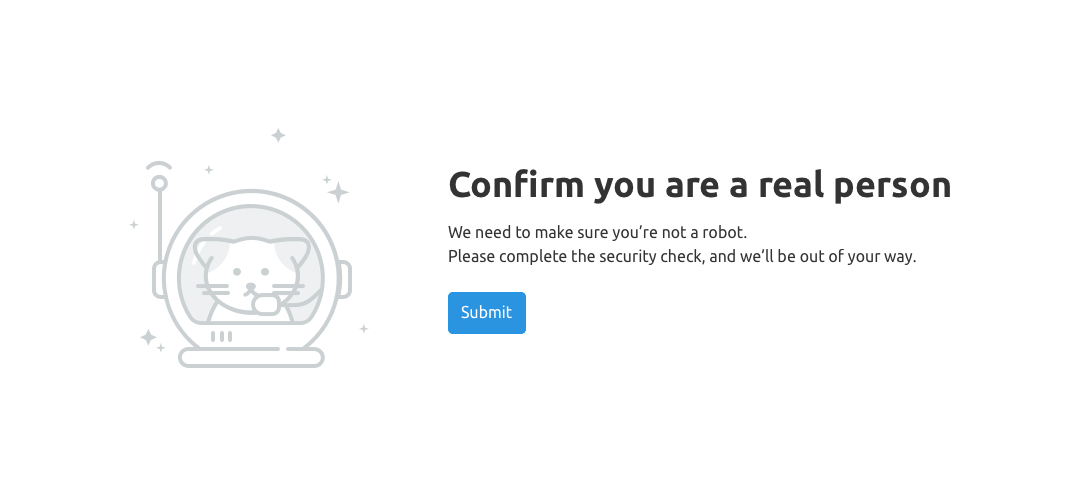 Confirm you are a real person
We need to make sure you’re not a robot.
Please complete the security check, and we’ll be out of your way.
Submit